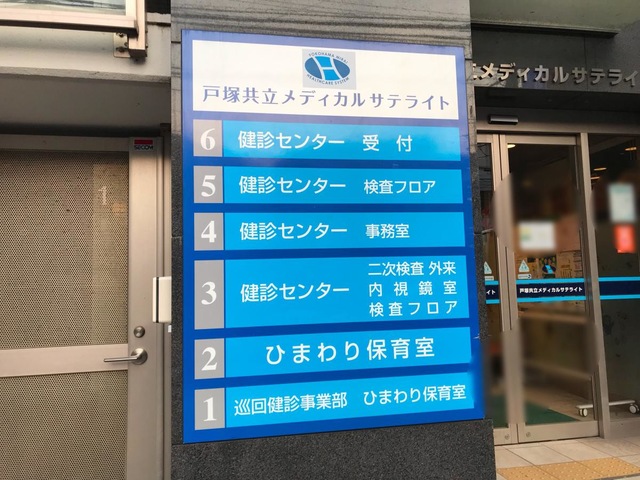 戸塚共立メディカルサテライト
6 健診センター 受付
5 健診センター 検査フロア
4 健診センター 事務室
3 健診センター 二次検査 外来
内視鏡室
検査フロア
2 ひまわり保育室
1 巡回健診事業部 ひまわり保育室
立メディカルサテライ
イト
戸塚共立メディカルサテライト
SECOM
1